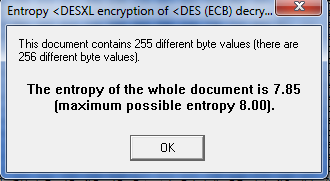 Entropy <DESXL encryption of <DES (ECB) decry...
This document contains 255 different byte values (there are
256 different byte values).
The entropy of the whole document is 7.85
(maximum possible entropy 8.00).
OK